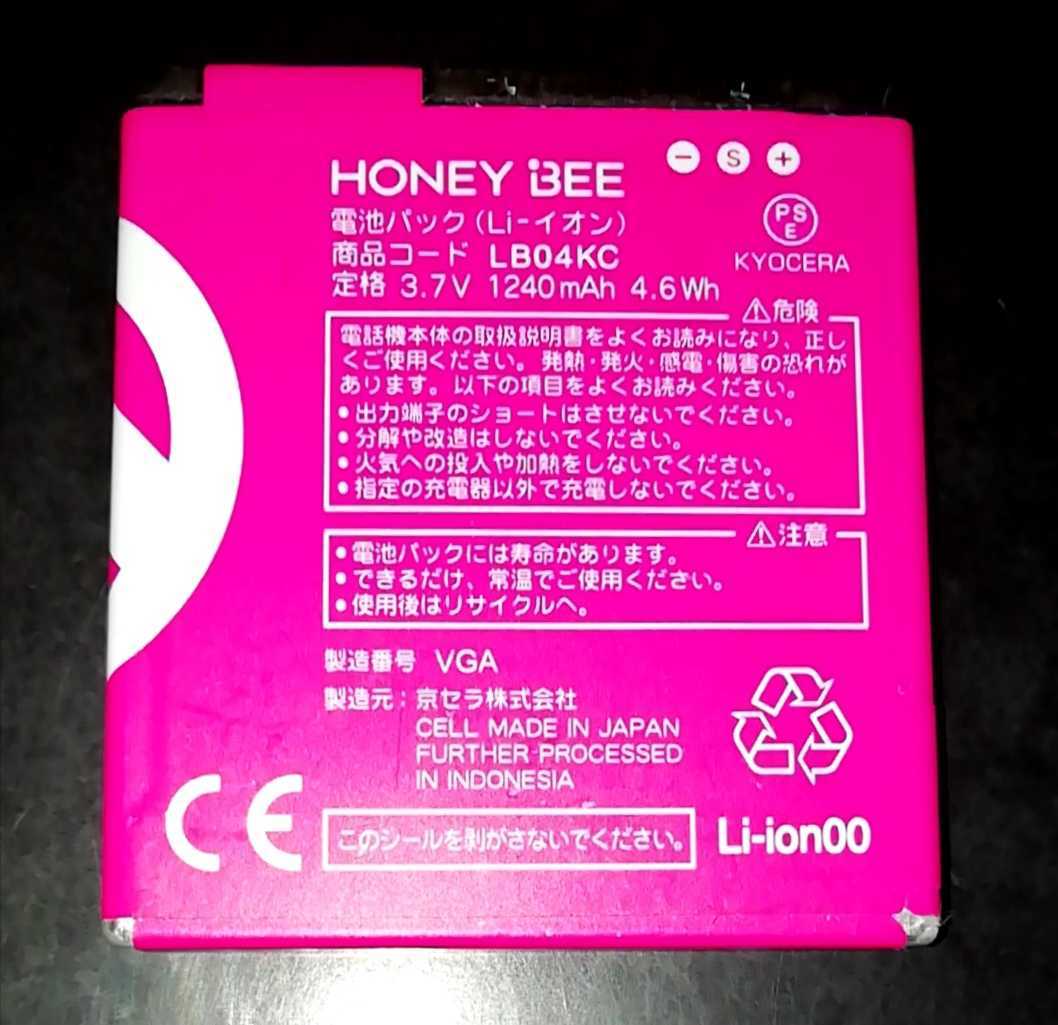 HONEY BEE
− S +
電池パック(Li-イオン)
PSE
商品コード LB04KC
KYOCERA
定格 3.7V 1240mAh 4.6Wh
⚠危険
電話機本体の取扱説明書をよくお読みになり、正し
くご使用ください。発熱・発火・感電・傷害の恐れが
あります。以下の項目をよくお読みください。
•出力端子のショートはさせないでください。
•分解や改造はしないでください。
•火気への投入や加熱をしないでください。
•指定の充電器以外で充電しないでください。
⚠注意
•電池パックには寿命があります。
•できるだけ、常温でご使用ください。
•使用後はリサイクルへ。
製造番号 VGA
製造元:京セラ株式会社
CELL MADE IN JAPAN
FURTHER PROCESSED
IN INDONESIA
CE
このシールを剥がさないでください。
Li-ion00